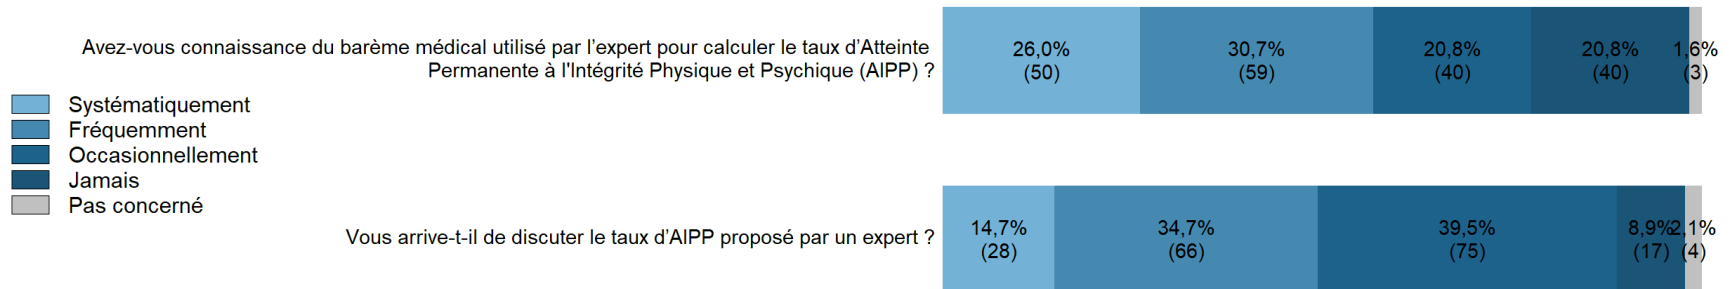 Avez-vous connaissance du barème médical utilisé par l’expert pour calculer le taux d’Atteinte
Permanente à l'Intégrité Physique et Psychique (AIPP) ?
26,0% 30,7% 20,8% 20,8% 1,6%
(50) (59) (40) (40) (3)
Systématiquement
Fréquemment
Occasionnellement
Jamais
Pas concerné
Vous arrive-t-il de discuter le taux d’AIPP proposé par un expert ?
14,7% 34,7% 39,5% 8,9% 2,1%
(28) (66) (75) (17) (4)